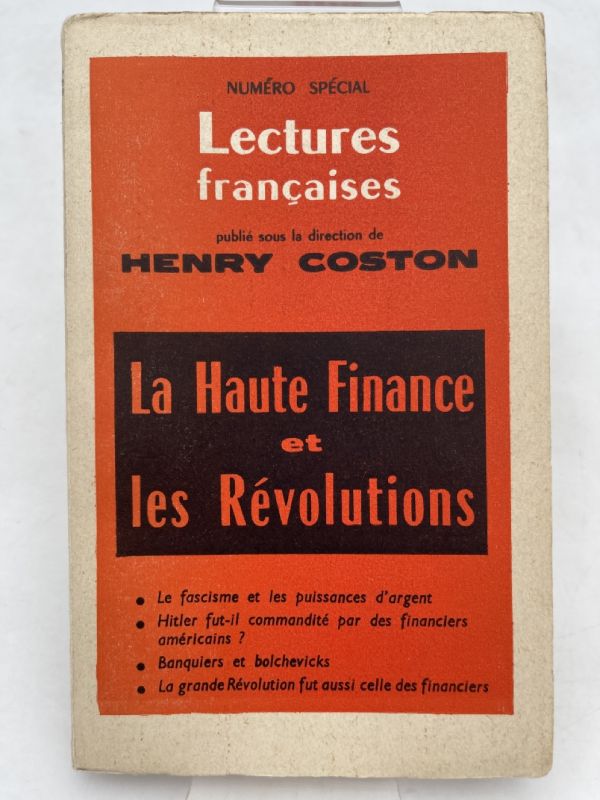 NUMÉRO SPÉCIAL
Lectures
françaises
publié sous la direction de
HENRY COSTON
La Haute Finance
et
les Révolutions
• Le fascisme et les puissances d'argent
• Hitler fut-il commandité par des financiers
américains ?
• Banquiers et bolchevicks
• La grande Révolution fut aussi celle des financiers